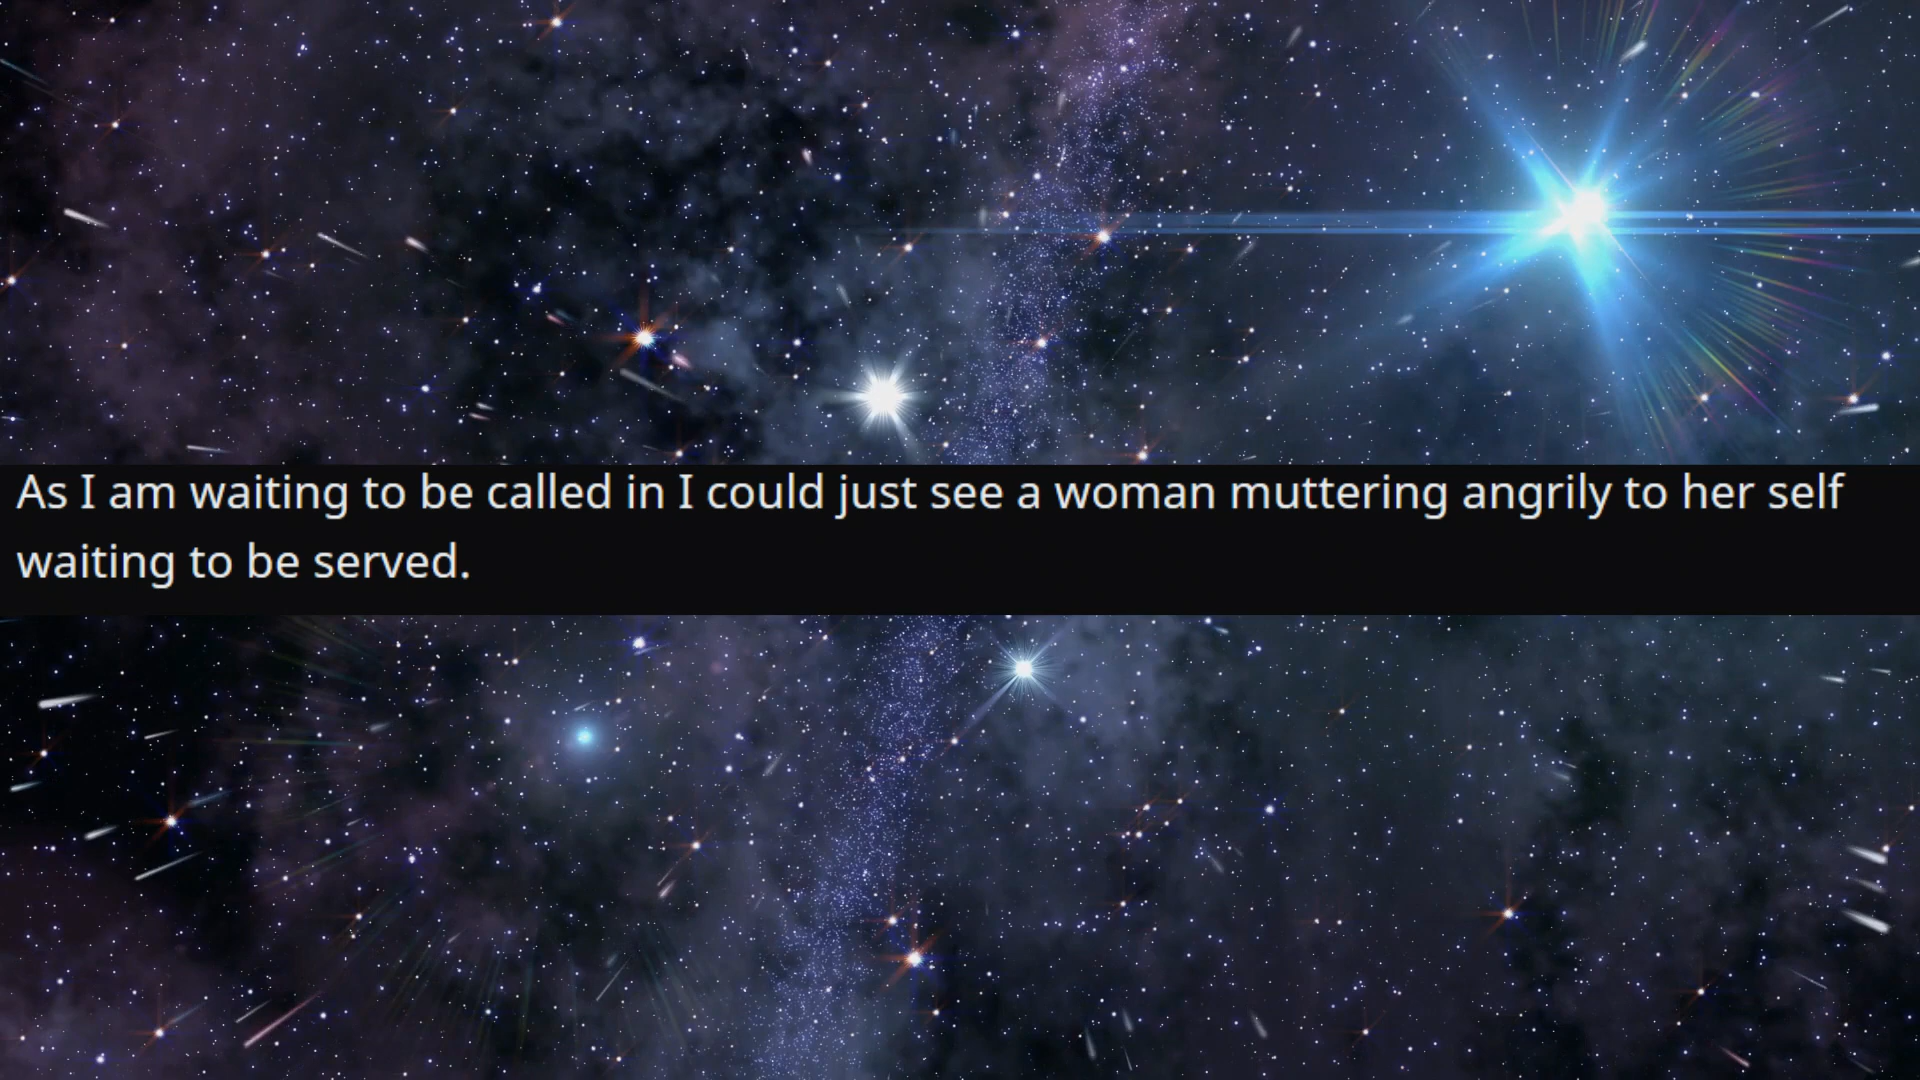 As I am waiting to be called in I could just see a woman muttering angrily to her self
waiting to be served.